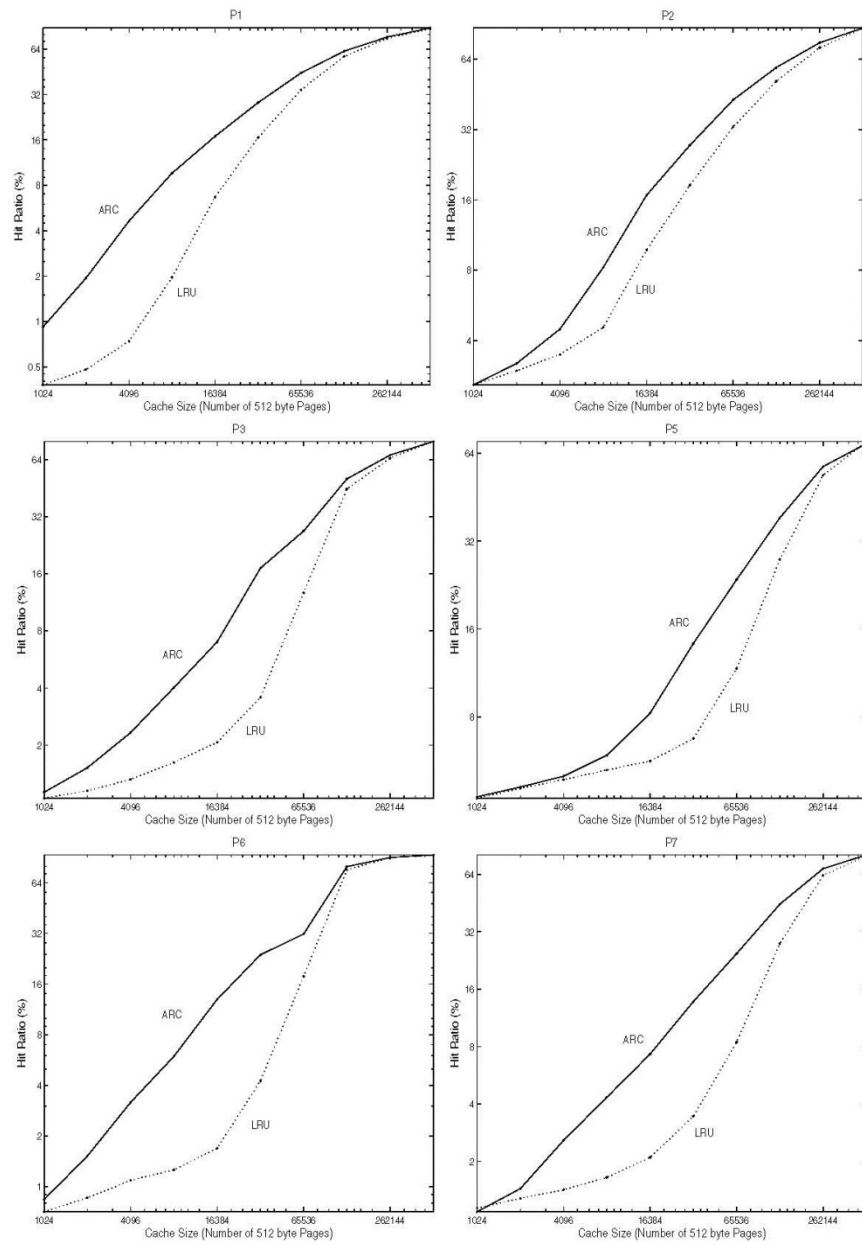 P1
64
32
16
8
4
2
1
0.5
Hit Ratio (%)
ARC
LRU
1024
4096
16384
65536
262144
Cache Size (Number of 512 byte Pages)
P2
64
32
16
8
4
Hit Ratio (%)
ARC
LRU
1024
4096
16384
65536
262144
Cache Size (Number of 512 byte Pages)
P3
64
32
16
8
4
2
Hit Ratio (%)
ARC
LRU
1024
4096
16384
65536
262144
Cache Size (Number of 512 byte Pages)
P5
64
32
16
8
Hit Ratio (%)
ARC
LRU
1024
4096
16384
65536
262144
Cache Size (Number of 512 byte Pages)
P6
64
32
16
8
4
2
1
Hit Ratio (%)
ARC
LRU
1024
4096
16384
65536
262144
Cache Size (Number of 512 byte Pages)
P7
64
32
16
8
4
2
Hit Ratio (%)
ARC
LRU
1024
4096
16384
65536
262144
Cache Size (Number of 512 byte Pages)